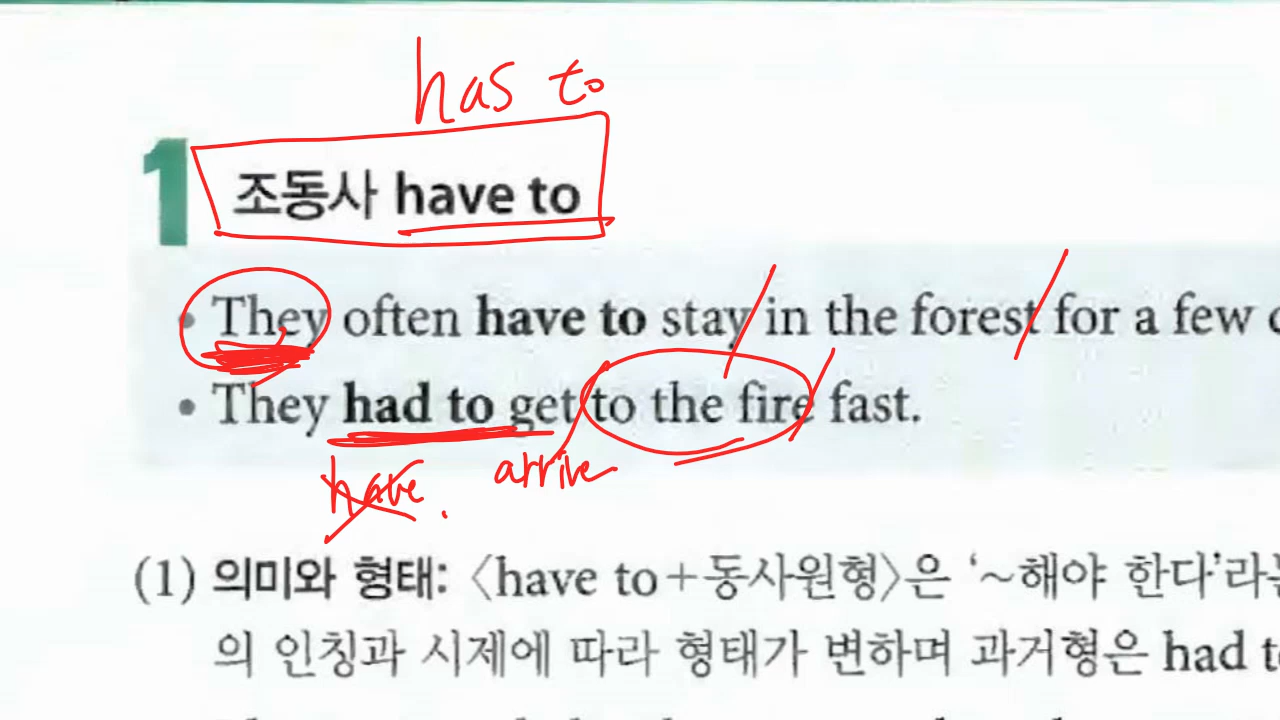 has to
1
조동사 have to
• They often have to stay in the forest for a few
• They had to get to the fire fast.
have. arrive
(1) 의미와 형태: 〈have to+동사원형〉은 ‘~해야 한다’라는
의 인칭과 시제에 따라 형태가 변하며 과거형은 had to